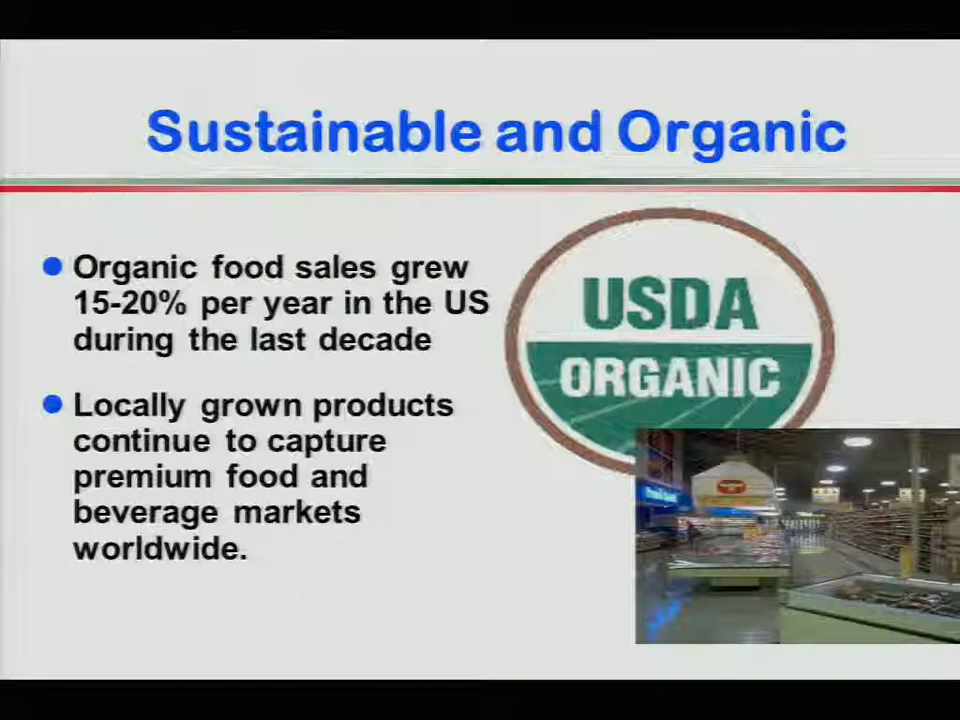 Sustainable and Organic
Organic food sales grew
15-20% per year in the US
during the last decade
Locally grown products
continue to capture
premium food and
beverage markets
worldwide.
USDA
ORGANIC